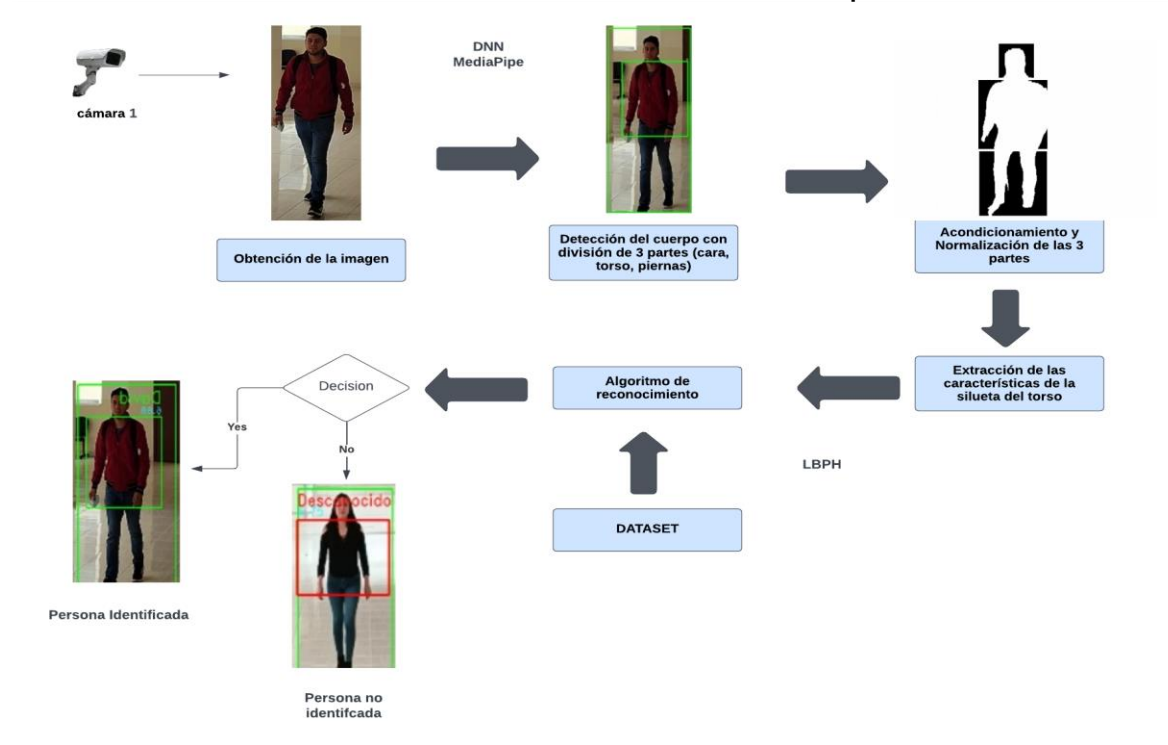 DNN
MediaPipe
cámara 1
Obtención de la imagen
Detección del cuerpo con
división de 3 partes (cara,
torso, piernas)
Acondicionamiento y
Normalización de las 3
partes
Extracción de las
características de la
silueta del torso
Algoritmo de
reconocimiento
LBPH
DATASET
Decision
Yes
No
David
Descanocido
Persona Identificada
Persona no
identifcada